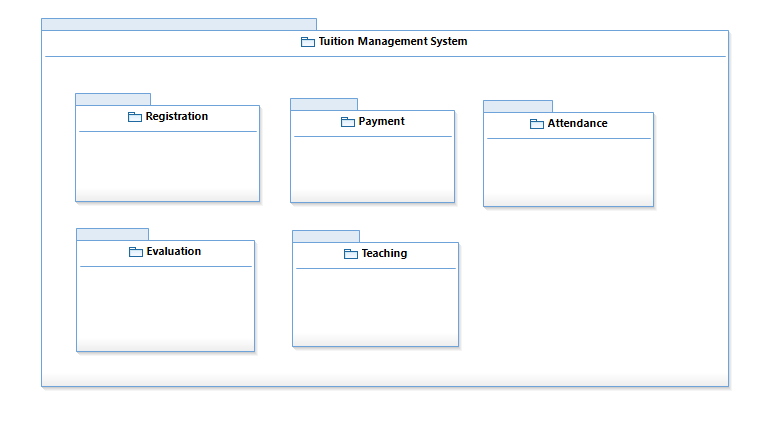 Tuition Management System
Registration
Payment
Attendance
Evaluation
Teaching